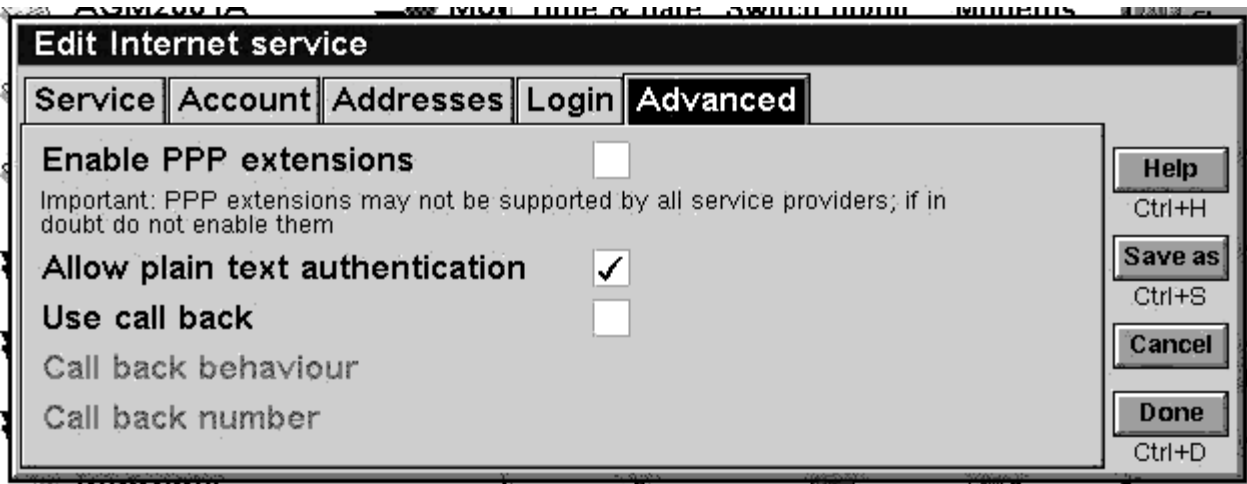 Edit Internet service
Service Account Addresses Login Advanced
Enable PPP extensions
Important: PPP extensions may not be supported by all service providers; if in
doubt do not enable them
Allow plain text authentication
Use call back
Call back behaviour
Call back number
Help
Ctrl+H
Save as
Ctrl+S
Cancel
Done
Ctrl+D